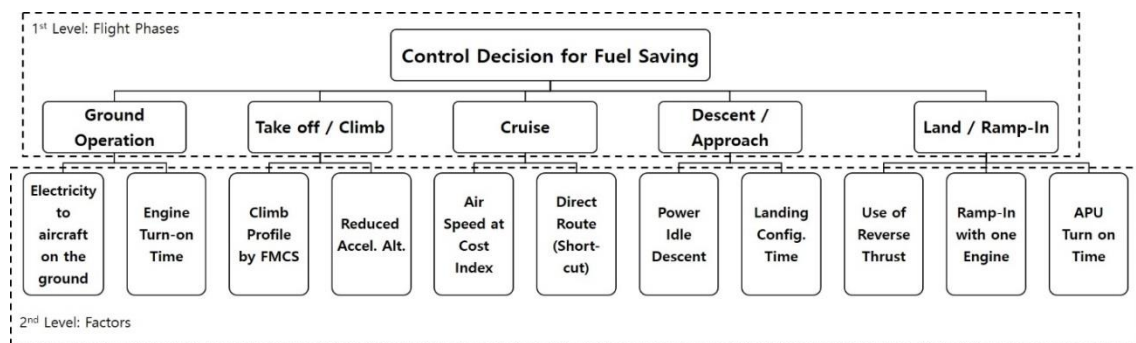 1st Level: Flight Phases
Control Decision for Fuel Saving
Ground
Operation
Take off / Climb
Cruise
Descent /
Approach
Land / Ramp-In
Electricity
to
aircraft
on the
ground
Engine
Turn-on
Time
Climb
Profile
by FMCS
Reduced
Accel. Alt.
Air
Speed at
Cost
Index
Direct
Route
(Short-
cut)
Power
Idle
Descent
Landing
Config.
Time
Use of
Reverse
Thrust
Ramp-In
with one
Engine
APU
Turn on
Time
2nd Level: Factors